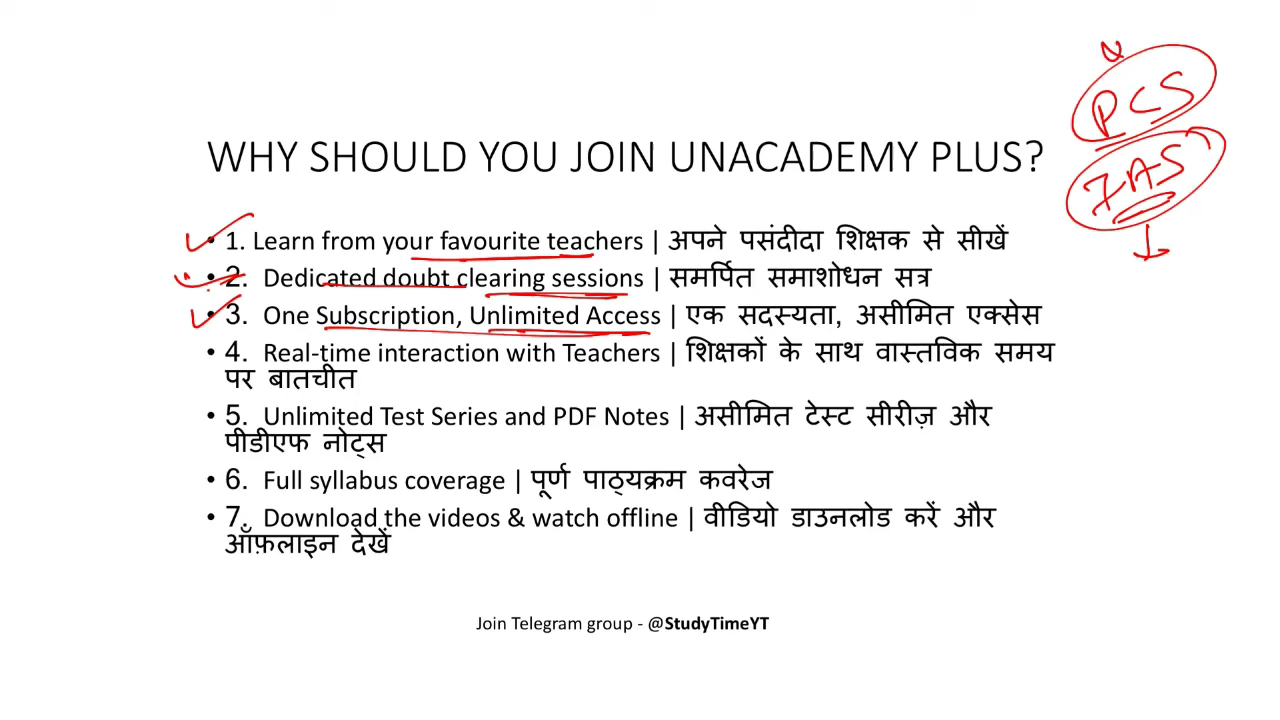 PCS
IAS
WHY SHOULD YOU JOIN UNACADEMY PLUS?
• 1. Learn from your favourite teachers | अपने पसंदीदा शिक्षक से सीखें
• 2. Dedicated doubt clearing sessions | समर्पित समाशोधन सत्र
• 3. One Subscription, Unlimited Access | एक सदस्यता, असीमित एक्सेस
• 4. Real-time interaction with Teachers | शिक्षकों के साथ वास्तविक समय
पर बातचीत
• 5. Unlimited Test Series and PDF Notes | असीमित टेस्ट सीरीज़ और
पीडीएफ नोट्स
• 6. Full syllabus coverage | पूर्ण पाठ्यक्रम कवरेज
• 7. Download the videos & watch offline | वीडियो डाउनलोड करें और
ऑफ़लाइन देखें
Join Telegram group - @StudyTimeYT